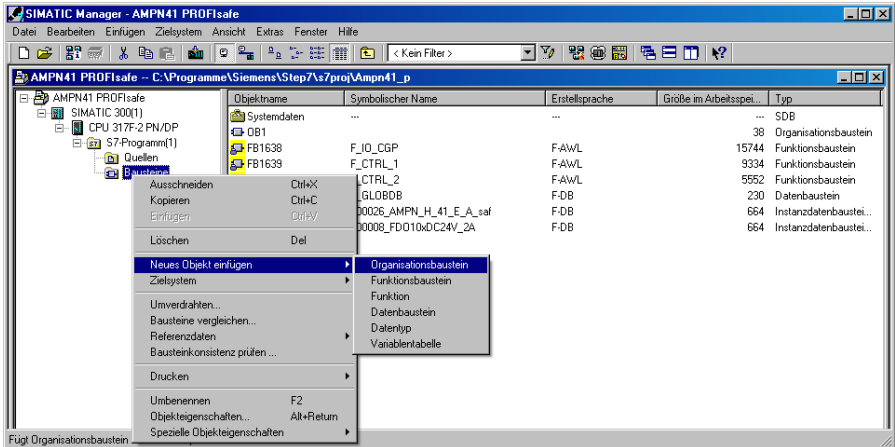 SIMATIC Manager - AMPN41 PROFIsafe
Datei Bearbeiten Einfügen Zielsystem Ansicht Extras Fenster Hilfe
< Kein Filter >
AMPN41 PROFIsafe -- C:\Programme\Siemens\Step7\s7proj\Ampn41_p
AMPN41 PROFIsafe
SIMATIC 300(1)
CPU 317F-2 PN/DP
S7-Programm(1)
Quellen
Bausteine
Objektname Symbolischer Name Erstellsprache Größe im Arbeitsspei... Typ
Systemdaten --- --- --- SDB
OB1 38 Organisationsbaustein
FB1638 F_IO_CGP F-AWL 15744 Funktionsbaustein
FB1639 F_CTRL_1 F-AWL 9334 Funktionsbaustein
_CTRL_2 F-AWL 5552 Funktionsbaustein
_GLOBDB F-DB 230 Datenbaustein
00026_AMPN_H_41_E_A_saf F-DB 664 Instanzdatenbaustei...
00008_FDO10xDC24V_2A F-DB 664 Instanzdatenbaustei...
Ausschneiden Ctrl+X
Kopieren Ctrl+C
Einfügen Ctrl+V
Löschen Del
Neues Objekt einfügen
Zielsystem
Umverdrahten...
Bausteine vergleichen...
Referenzdaten
Bausteinkonsistenz prüfen ...
Drucken
Umbenennen F2
Objekteigenschaften... Alt+Return
Spezielle Objekteigenschaften
Organisationsbaustein
Funktionsbaustein
Funktion
Datenbaustein
Datentyp
Variablentabelle
Fügt Organisationsbaustein